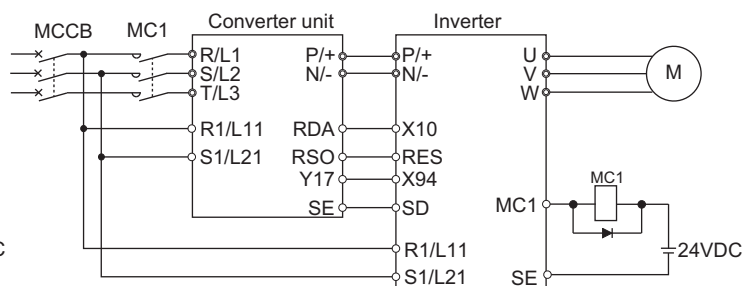 Converter unit
Inverter
MCCB
MC1
R/L1
S/L2
T/L3
P/+
N/-
P/+
N/-
U
V
W
M
R1/L11
S1/L21
RDA
RSO
Y17
SE
X10
RES
X94
SD
MC1
MC1
24VDC
SE
R1/L11
S1/L21
C